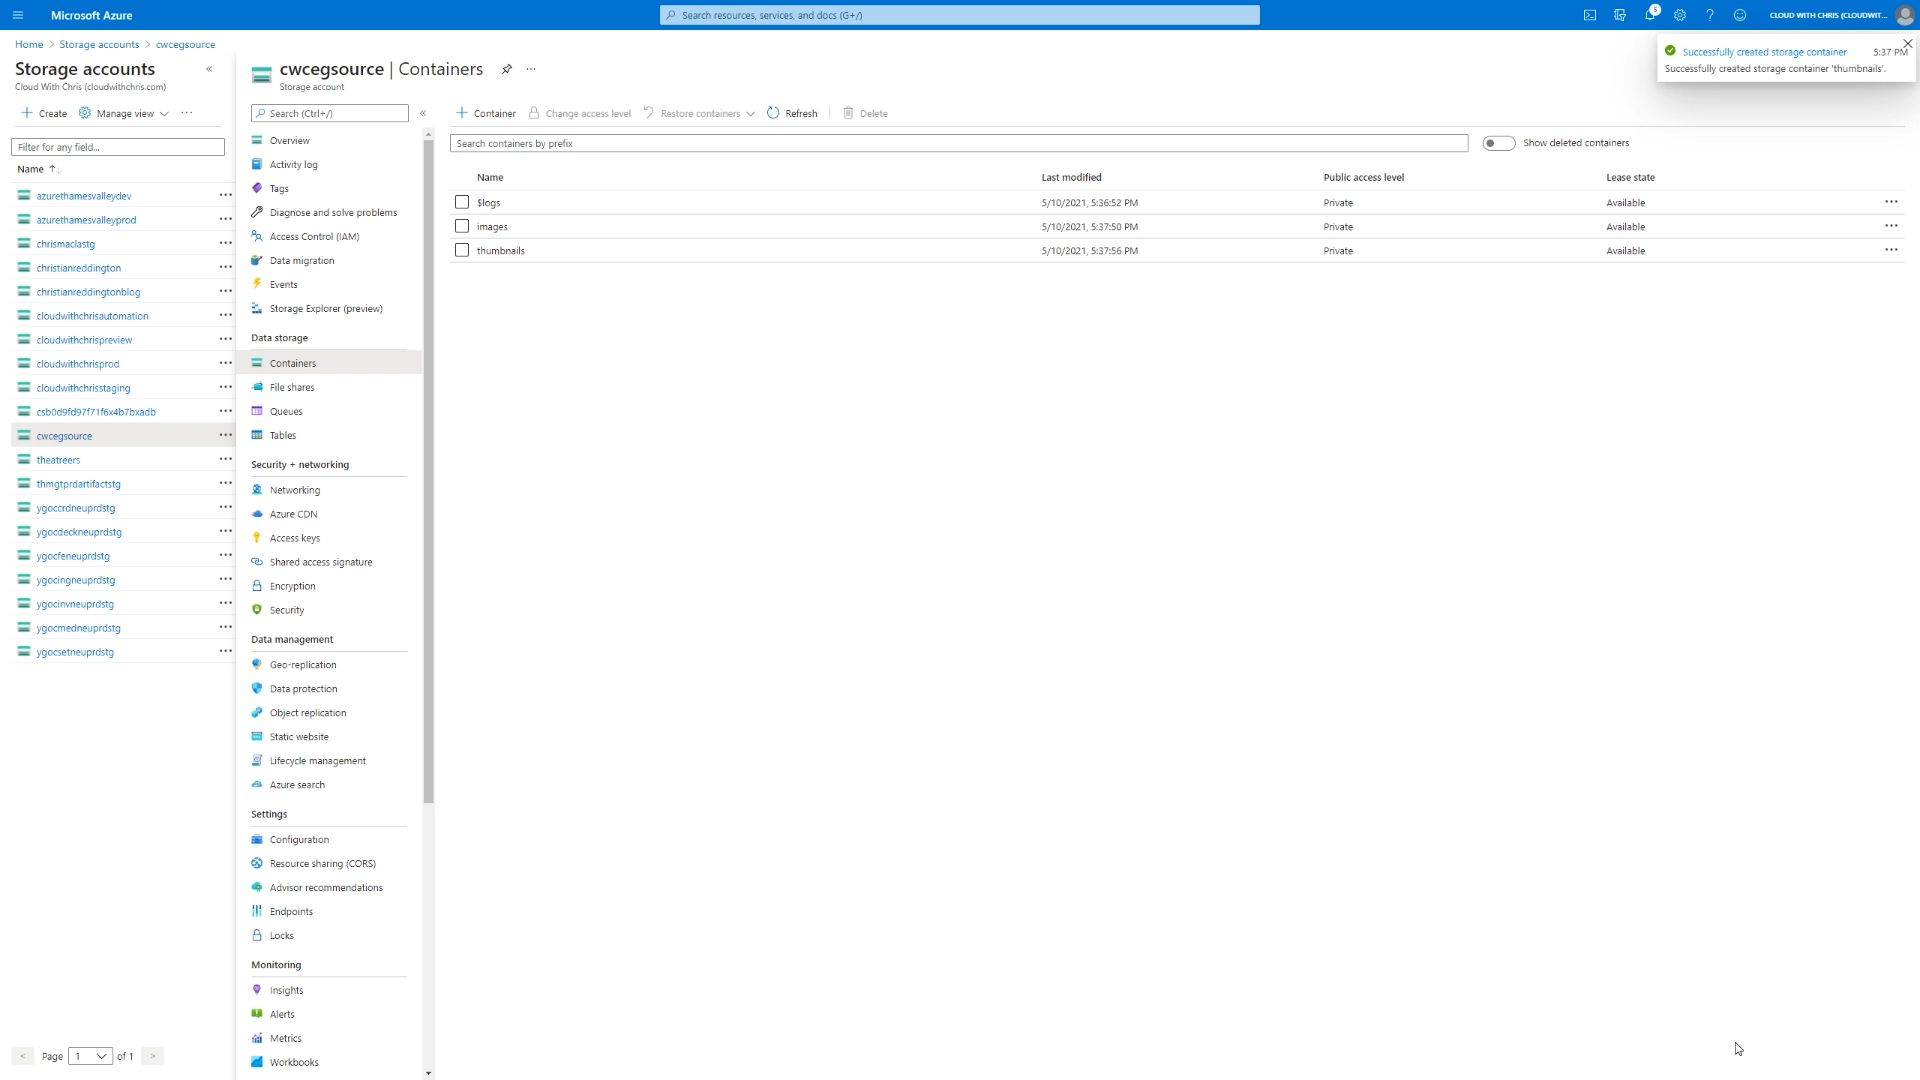 Microsoft Azure
Search resources, services, and docs (G+/)
5
CLOUD WITH CHRIS (CLOUDWIT...
Home > Storage accounts > cwcegsource
Successfully created storage container 5:37 PM
Successfully created storage container 'thumbnails'.
Storage accounts
Cloud With Chris (cloudwithchris.com)
+ Create Manage view ...
Filter for any field...
Name ↑↓
azurethamesvalleydev
azurethamesvalleyprod
chrismaclastg
christianreddington
christianreddingtonblog
cloudwithchrisautomation
cloudwithchrispreview
cloudwithchrisprod
cloudwithchrisstaging
csb0d9fd97f71f6x4b7bxadb
cwcegsource
theatreers
thmgtprdartifactstg
ygoccrdneuprdstg
ygocdeckneuprdstg
ygocfeneuprdstg
ygocingneuprdstg
ygocinvneuprdstg
ygocmedneuprdstg
ygocsetneuprdstg
< Page 1 of 1 >
cwcegsource | Containers ...
Storage account
Search (Ctrl+/)
Overview
Activity log
Tags
Diagnose and solve problems
Access Control (IAM)
Data migration
Events
Storage Explorer (preview)
Data storage
Containers
File shares
Queues
Tables
Security + networking
Networking
Azure CDN
Access keys
Shared access signature
Encryption
Security
Data management
Geo-replication
Data protection
Object replication
Static website
Lifecycle management
Azure search
Settings
Configuration
Resource sharing (CORS)
Advisor recommendations
Endpoints
Locks
Monitoring
Insights
Alerts
Metrics
Workbooks
+ Container Change access level Restore containers Refresh Delete
Search containers by prefix Show deleted containers
Name Last modified Public access level Lease state
$logs 5/10/2021, 5:36:52 PM Private Available ...
images 5/10/2021, 5:37:50 PM Private Available ...
thumbnails 5/10/2021, 5:37:56 PM Private Available ...